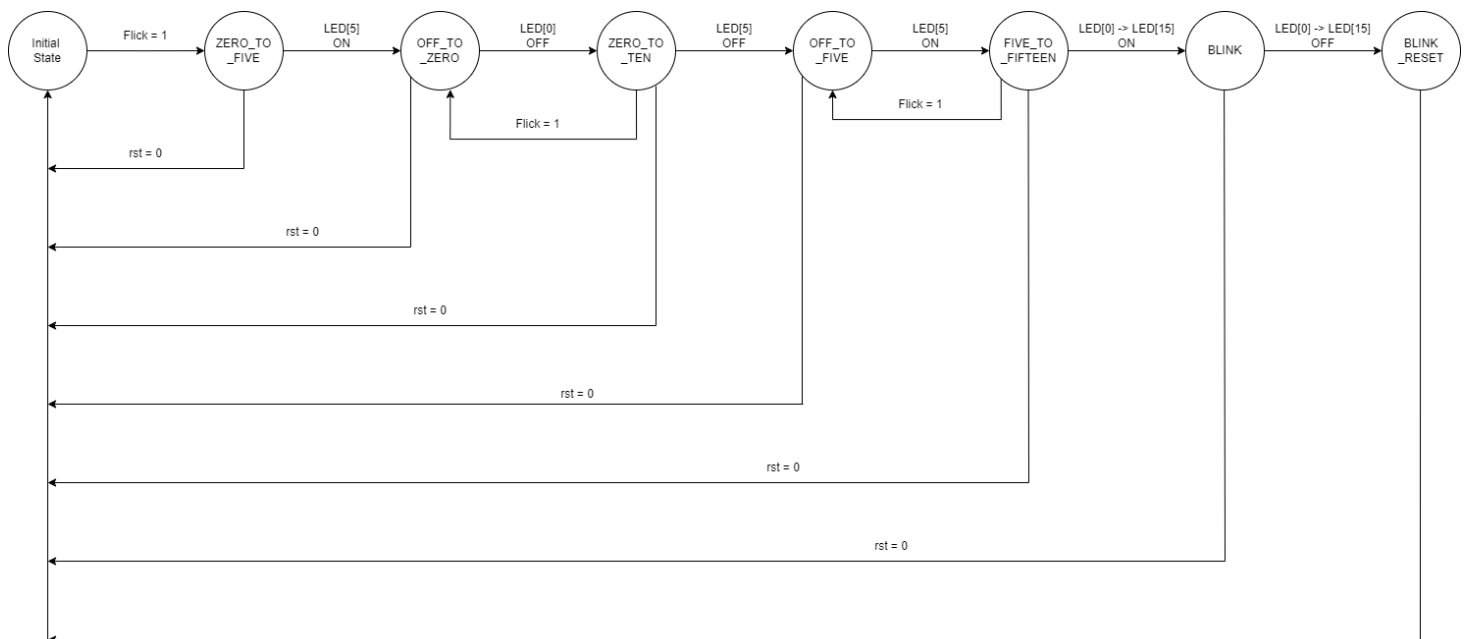 Initial
State
Flick = 1
ZERO_TO
_FIVE
LED[5]
ON
OFF_TO
_ZERO
LED[0]
OFF
ZERO_TO
_TEN
LED[5]
OFF
OFF_TO
_FIVE
LED[5]
ON
FIVE_TO
_FIFTEEN
LED[0] -> LED[15]
ON
BLINK
LED[0] -> LED[15]
OFF
BLINK
_RESET
Flick = 1
Flick = 1
rst = 0
rst = 0
rst = 0
rst = 0
rst = 0
rst = 0